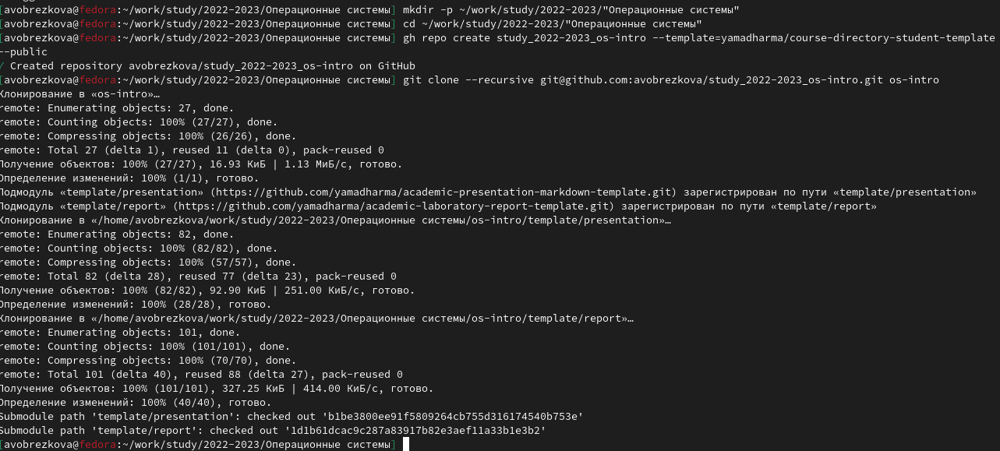 [avobrezkova@fedora:~/work/study/2022-2023/Операционные системы] mkdir -p ~/work/study/2022-2023/"Операционные системы"
[avobrezkova@fedora:~/work/study/2022-2023/Операционные системы] cd ~/work/study/2022-2023/"Операционные системы"
[avobrezkova@fedora:~/work/study/2022-2023/Операционные системы] gh repo create study_2022-2023_os-intro --template=yamadharma/course-directory-student-template
--public
✓ Created repository avobrezkova/study_2022-2023_os-intro on GitHub
[avobrezkova@fedora:~/work/study/2022-2023/Операционные системы] git clone --recursive git@github.com:avobrezkova/study_2022-2023_os-intro.git os-intro
Клонирование в «os-intro»…
remote: Enumerating objects: 27, done.
remote: Counting objects: 100% (27/27), done.
remote: Compressing objects: 100% (26/26), done.
remote: Total 27 (delta 1), reused 11 (delta 0), pack-reused 0
Получение объектов: 100% (27/27), 16.93 КиБ | 1.13 МиБ/с, готово.
Определение изменений: 100% (1/1), готово.
Подмодуль «template/presentation» (https://github.com/yamadharma/academic-presentation-markdown-template.git) зарегистрирован по пути «template/presentation»
Подмодуль «template/report» (https://github.com/yamadharma/academic-laboratory-report-template.git) зарегистрирован по пути «template/report»
Клонирование в «/home/avobrezkova/work/study/2022-2023/Операционные системы/os-intro/template/presentation»…
remote: Enumerating objects: 82, done.
remote: Counting objects: 100% (82/82), done.
remote: Compressing objects: 100% (57/57), done.
remote: Total 82 (delta 28), reused 77 (delta 23), pack-reused 0
Получение объектов: 100% (82/82), 92.90 КиБ | 251.00 КиБ/с, готово.
Определение изменений: 100% (28/28), готово.
Клонирование в «/home/avobrezkova/work/study/2022-2023/Операционные системы/os-intro/template/report»…
remote: Enumerating objects: 101, done.
remote: Counting objects: 100% (101/101), done.
remote: Compressing objects: 100% (70/70), done.
remote: Total 101 (delta 40), reused 88 (delta 27), pack-reused 0
Получение объектов: 100% (101/101), 327.25 КиБ | 414.00 КиБ/с, готово.
Определение изменений: 100% (40/40), готово.
Submodule path 'template/presentation': checked out 'b1be3800ee91f5809264cb755d316174540b753e'
Submodule path 'template/report': checked out '1d1b61dcac9c287a83917b82e3aef11a33b1e3b2'
[avobrezkova@fedora:~/work/study/2022-2023/Операционные системы]